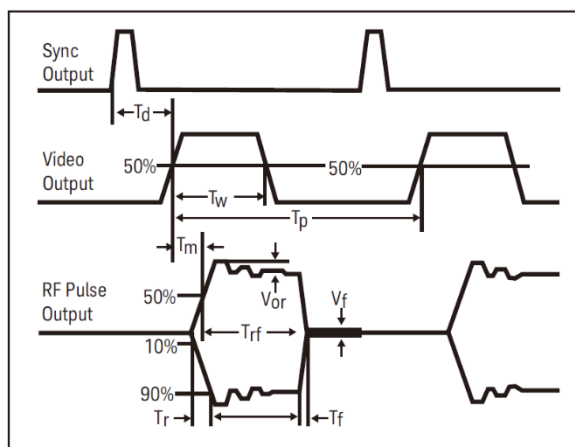 Sync
Output
Td
Video
Output
50%
50%
Tw
Tp
Tm
RF Pulse
Output
50%
Vor
Vf
Trf
10%
90%
Tr
Tf